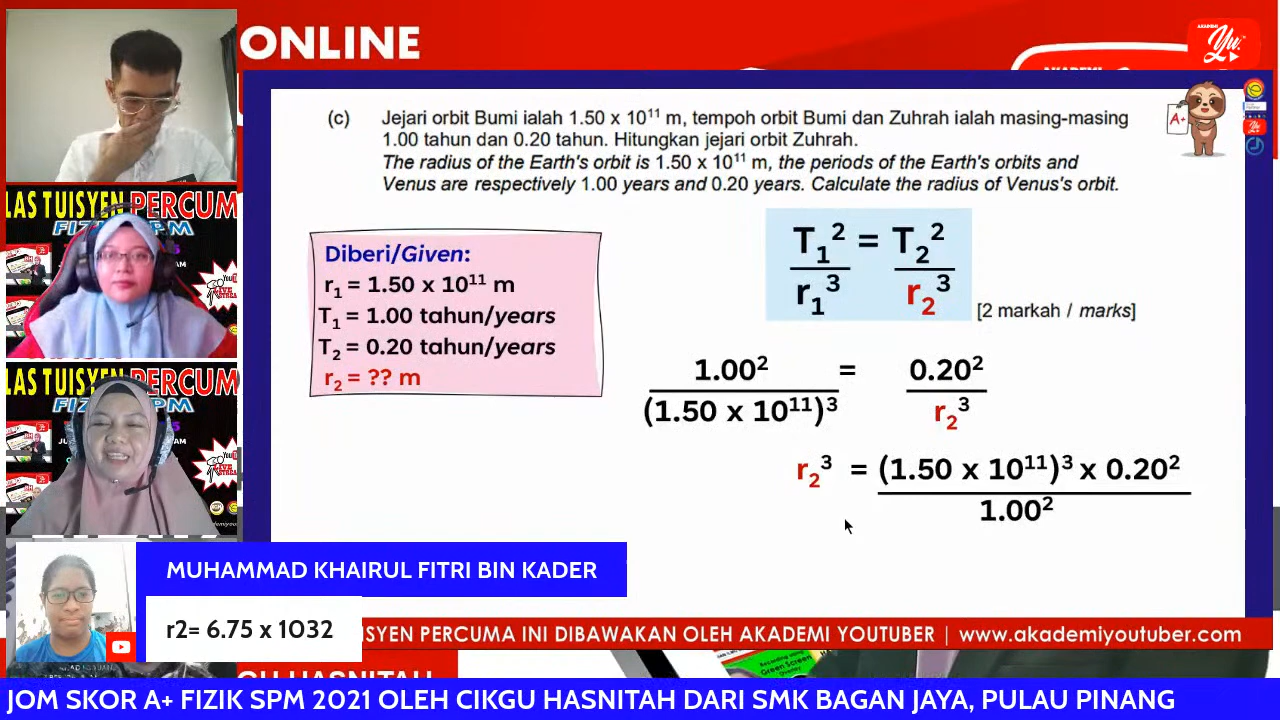 ONLINE
AKADEMI
Yu.
(c) Jejari orbit Bumi ialah 1.50 x 10¹¹ m, tempoh orbit Bumi dan Zuhrah ialah masing-masing
1.00 tahun dan 0.20 tahun. Hitungkan jejari orbit Zuhrah.
The radius of the Earth's orbit is 1.50 x 10¹¹ m, the periods of the Earth's orbits and
Venus are respectively 1.00 years and 0.20 years. Calculate the radius of Venus's orbit.
A+
LAS TUISYEN PERCUM
FIZIK SPM
Diberi/Given:
r₁ = 1.50 x 10¹¹ m
T₁ = 1.00 tahun/years
T₂ = 0.20 tahun/years
r₂ = ?? m
T₁² = T₂²
r₁³ r₂³
[2 markah / marks]
1.00² = 0.20²
(1.50 x 10¹¹)³ r₂³
r₂³ = (1.50 x 10¹¹)³ x 0.20²
1.00²
MUHAMMAD KHAIRUL FITRI BIN KADER
r2= 6.75 x 1032
ISYEN PERCUMA INI DIBAWAKAN OLEH AKADEMI YOUTUBER | www.akademiyoutuber.com
JOM SKOR A+ FIZIK SPM 2021 OLEH CIKGU HASNITAH DARI SMK BAGAN JAYA, PULAU PINANG